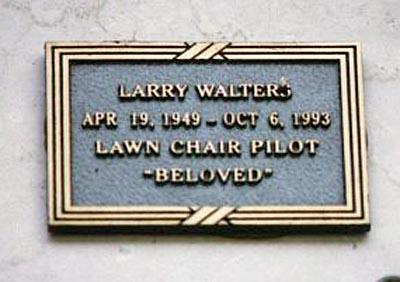 LARRY WALTERS
APR 19, 1949 – OCT 6, 1993
LAWN CHAIR PILOT
"BELOVED"